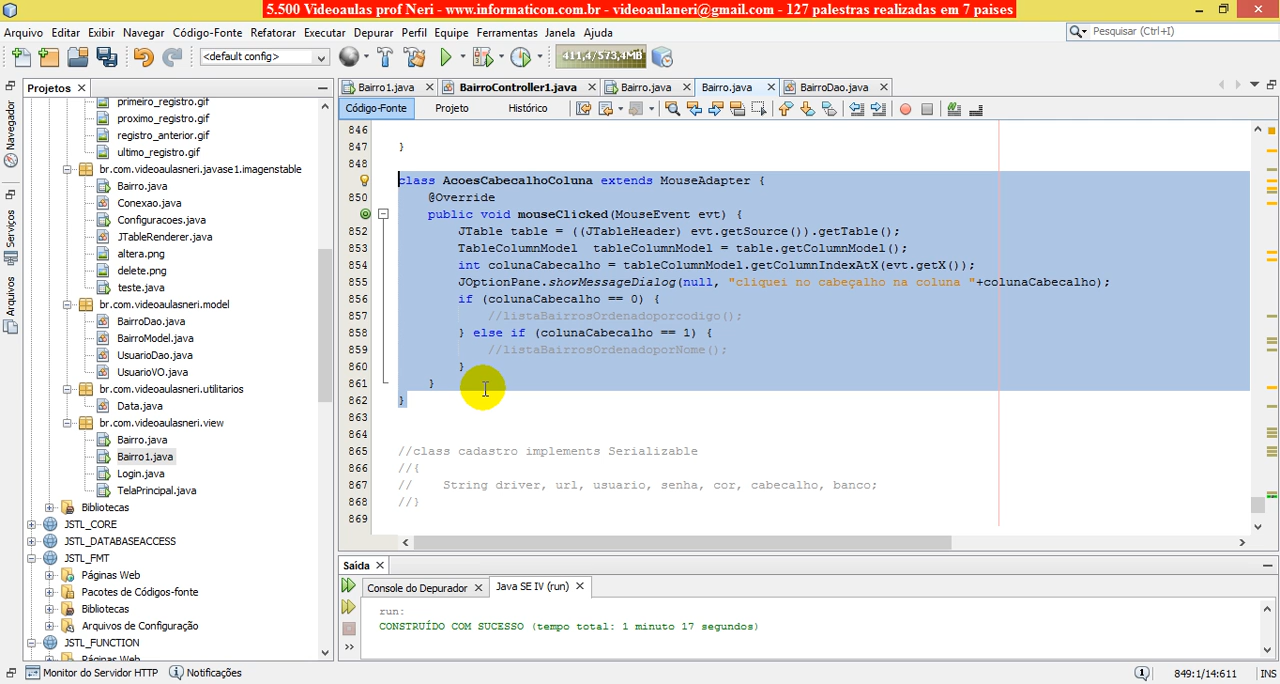 5.500 Videoaulas prof Neri - www.informaticon.com.br - videoaulaneri@gmail.com - 127 palestras realizadas em 7 paises
Arquivo Editar Exibir Navegar Código-Fonte Refatorar Executar Depurar Perfil Equipe Ferramentas Janela Ajuda
Pesquisar (Ctrl+I)
<default config>
411,4/573,4MB
Projetos
Bairro1.java BairroController1.java Bairro.java Bairro.java BairroDao.java
Código-Fonte Projeto Histórico
Navegador
Serviços
Arquivos
primeiro_registro.gif
proximo_registro.gif
registro_anterior.gif
ultimo_registro.gif
br.com.videoaulasneri.javase1.imagenstable
Bairro.java
Conexao.java
Configuracoes.java
JTableRenderer.java
altera.png
delete.png
teste.java
br.com.videoaulasneri.model
BairroDao.java
BairroModel.java
UsuarioDao.java
UsuarioVO.java
br.com.videoaulasneri.utilitarios
Data.java
br.com.videoaulasneri.view
Bairro.java
Bairro1.java
Login.java
TelaPrincipal.java
Bibliotecas
JSTL_CORE
JSTL_DATABASEACCESS
JSTL_FMT
Páginas Web
Pacotes de Códigos-fonte
Bibliotecas
Arquivos de Configuração
JSTL_FUNCTION
Páginas Web
846
847 }
848
class AcoesCabecalhoColuna extends MouseAdapter {
850 @Override
public void mouseClicked(MouseEvent evt) {
852 JTable table = ((JTableHeader) evt.getSource()).getTable();
853 TableColumnModel tableColumnModel = table.getColumnModel();
854 int colunaCabecalho = tableColumnModel.getColumnIndexAtX(evt.getX());
855 JOptionPane.showMessageDialog(null, "cliquei no cabeçalho na coluna "+colunaCabecalho);
856 if (colunaCabecalho == 0) {
857 //listaBairrosOrdenadoporcodigo();
858 } else if (colunaCabecalho == 1) {
859 //listaBairrosOrdenadoporNome();
860 }
861 }
862 }
863
864
865 //class cadastro implements Serializable
866 //{
867 // String driver, url, usuario, senha, cor, cabecalho, banco;
868 //}
869
Saída
Console do Depurador Java SE IV (run)
run:
CONSTRUÍDO COM SUCESSO (tempo total: 1 minuto 17 segundos)
Monitor do Servidor HTTP Notificações
1 849:1/14:611 INS